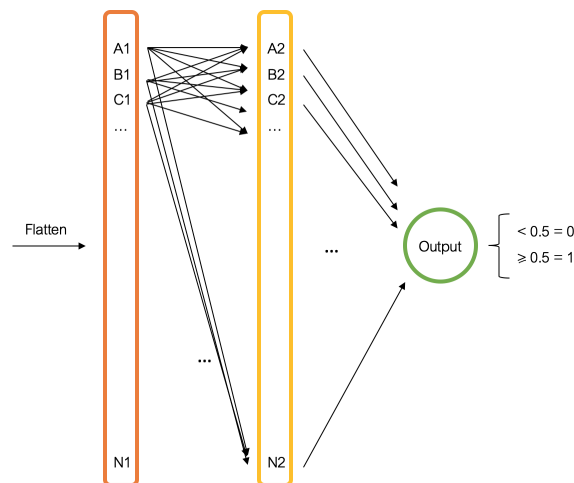 A1
B1
C1
...
N1
A2
B2
C2
...
N2
Flatten
...
...
Output
< 0.5 = 0
⩾ 0.5 = 1